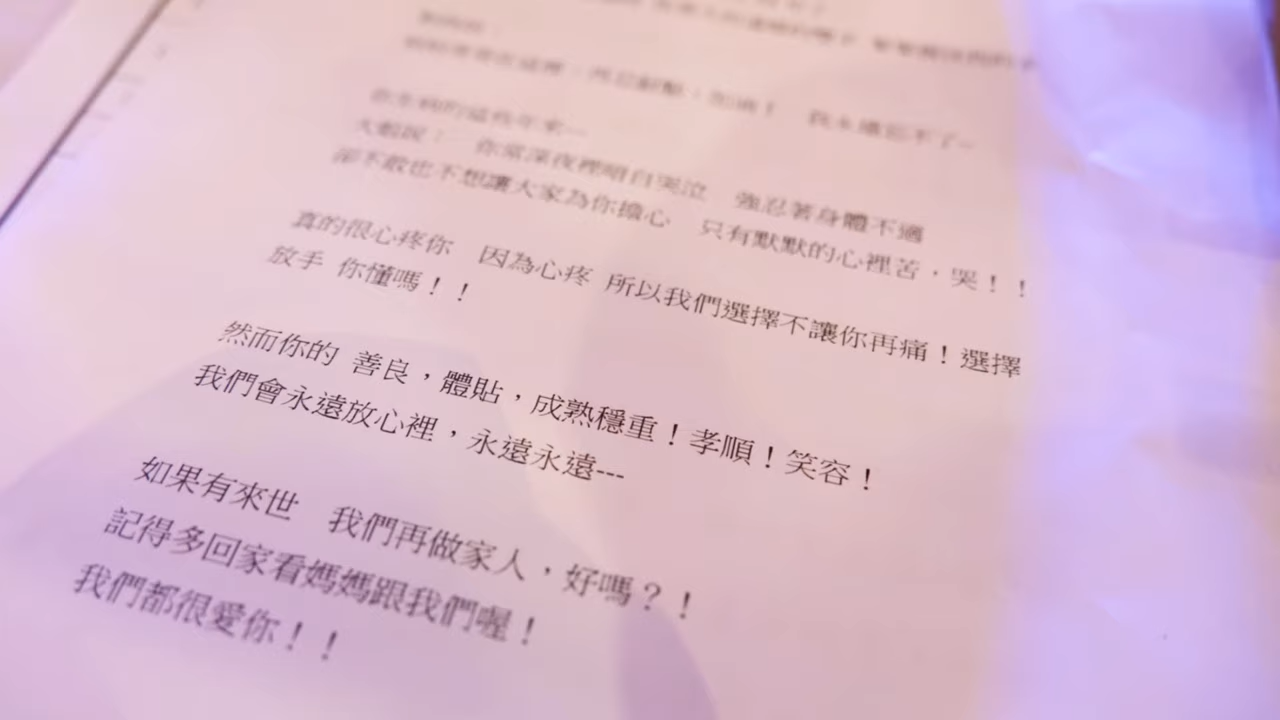 你生病的這些年來---
大姐說： 你常深夜裡暗自哭泣 強忍著身體不適
卻不敢也不想讓大家為你擔心 只有默默的心裡苦，哭！！
真的很心疼你 因為心疼 所以我們選擇不讓你再痛！選擇
放手 你懂嗎！！
然而你的 善良，體貼，成熟穩重！孝順！笑容！
我們會永遠放心裡，永遠永遠---
如果有來世 我們再做家人，好嗎？！
記得多回家看媽媽跟我們喔！
我們都很愛你！！